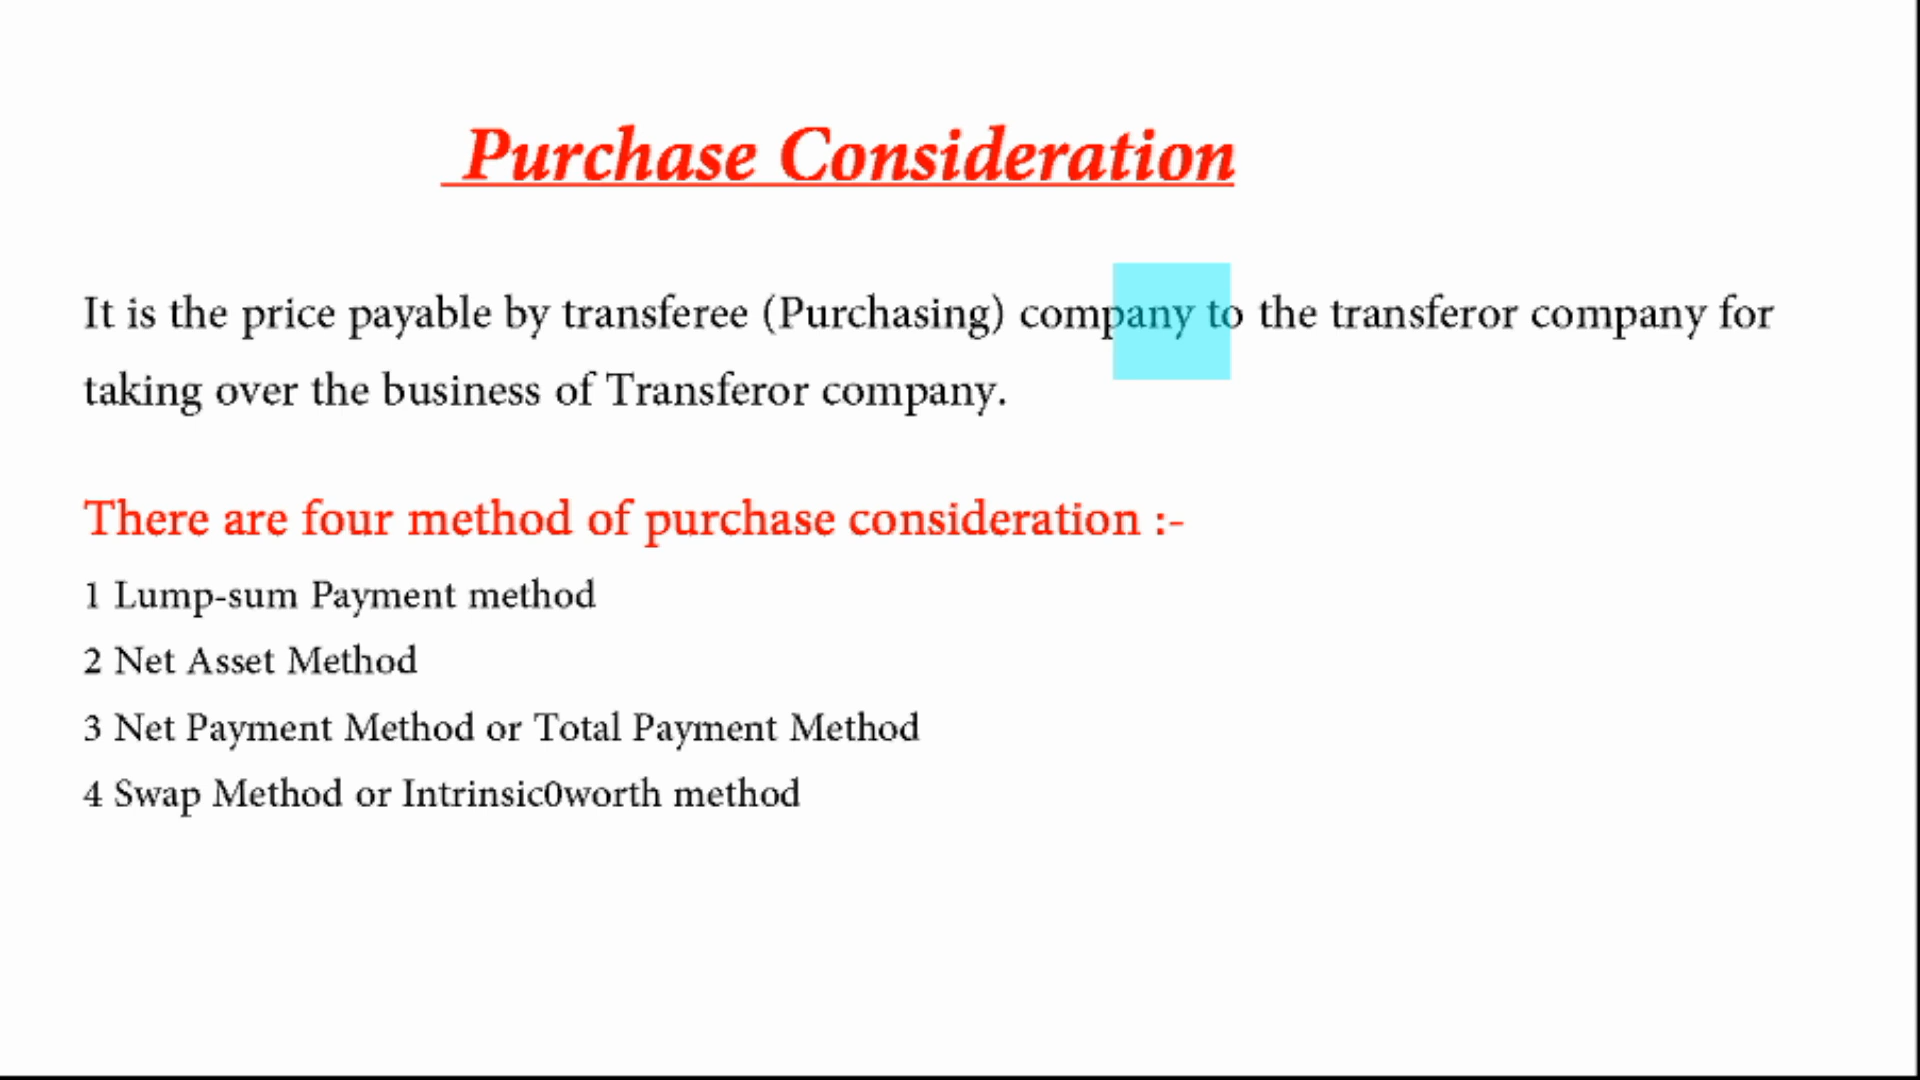 Purchase Consideration
It is the price payable by transferee (Purchasing) company to the transferor company for
taking over the business of Transferor company.
There are four method of purchase consideration :-
1 Lump-sum Payment method
2 Net Asset Method
3 Net Payment Method or Total Payment Method
4 Swap Method or Intrinsic0worth method